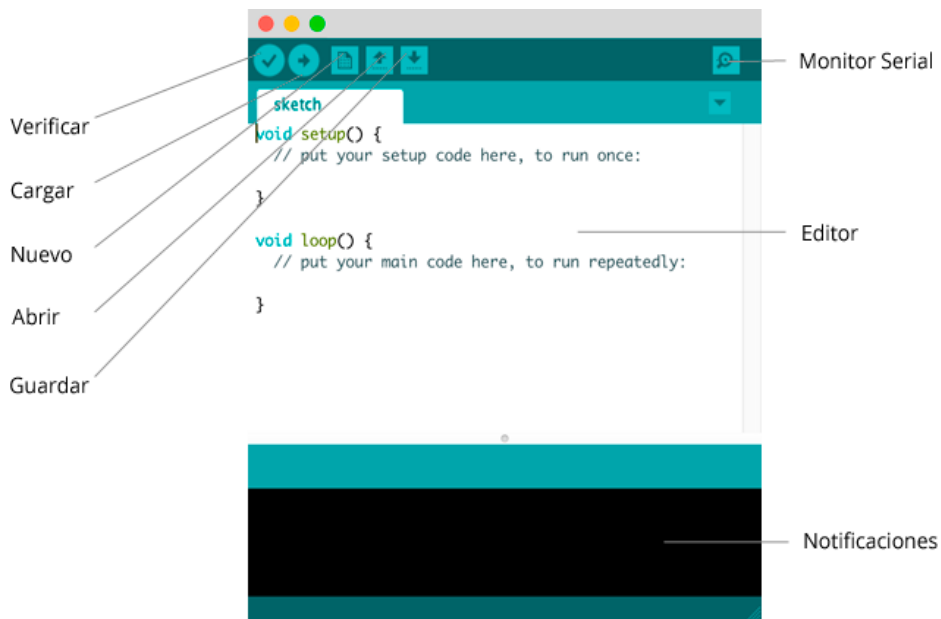 Monitor Serial
sketch
Verificar
void setup() {
// put your setup code here, to run once:
Cargar
}
Nuevo
void loop() {
Editor
// put your main code here, to run repeatedly:
Abrir
}
Guardar
Notificaciones